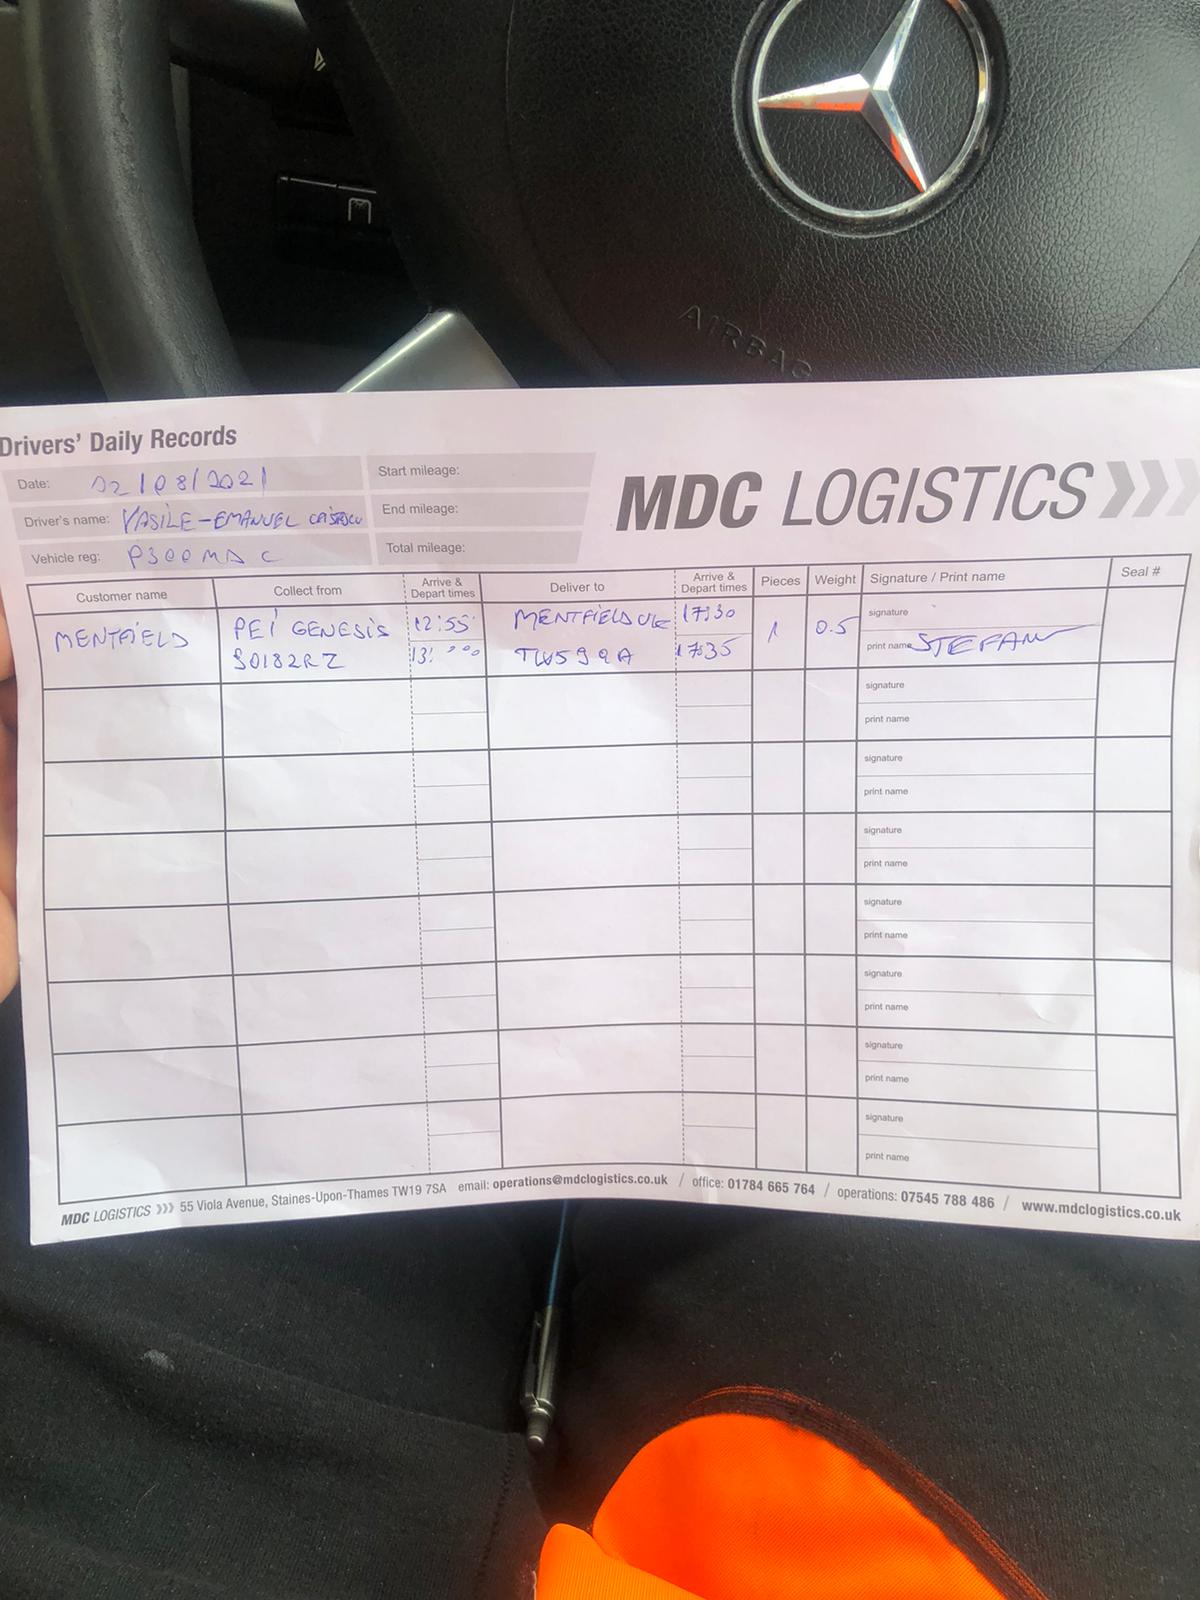 AIRBAG
Drivers' Daily Records
Date: 02/08/2021
Driver's name: VASILE-EMANUEL
Vehicle reg: P300 MDC
Start mileage:
End mileage:
Total mileage:
MDC LOGISTICS
Customer name Collect from Arrive & Depart times Deliver to Arrive & Depart times Pieces Weight Signature / Print name Seal #
MENTFIELD PEI GENESIS 12:55 MENTFIELD UK 17:30 1 0.5 signature
SO182RZ 13:00 TW5 9QA 17:35 print name STEFAN
signature
print name
signature
print name
signature
print name
signature
print name
signature
print name
signature
print name
signature
print name
MDC LOGISTICS 55 Viola Avenue, Staines-Upon-Thames TW19 7SA email: operations@mdclogistics.co.uk / office: 01784 665 764 / operations: 07545 788 486 / www.mdclogistics.co.uk